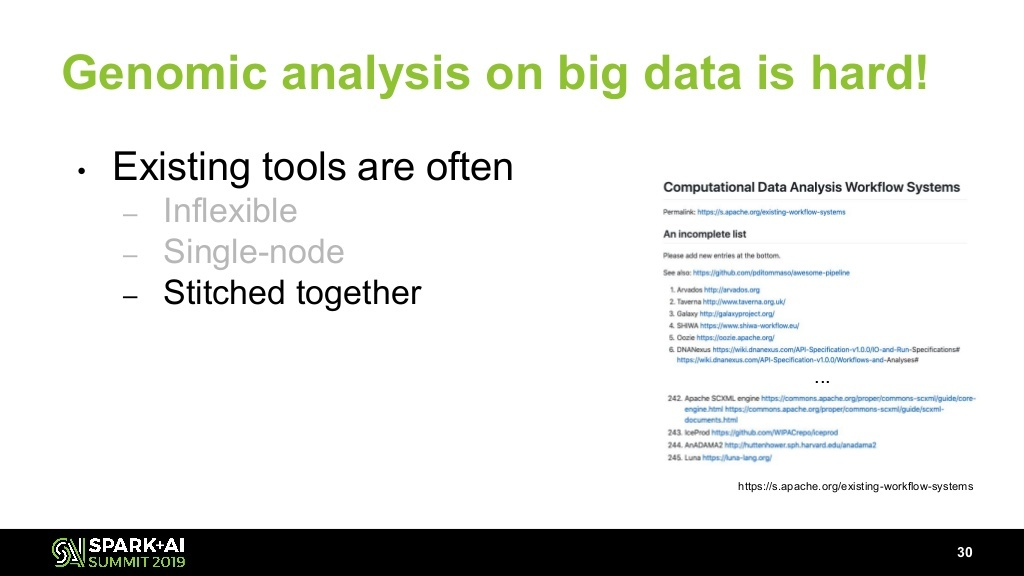 Genomic analysis on big data is hard!
• Existing tools are often
– Inflexible
– Single-node
– Stitched together
Computational Data Analysis Workflow Systems
Permalink: https://s.apache.org/existing-workflow-systems
An incomplete list
Please add new entries at the bottom.
See also: https://github.com/pditommaso/awesome-pipeline
1. Arvados http://arvados.org
2. Taverna http://www.taverna.org.uk/
3. Galaxy http://galaxyproject.org/
4. SHIWA https://www.shiwa-workflow.eu/
5. Oozie https://oozie.apache.org/
6. DNANexus https://wiki.dnanexus.com/API-Specification-v1.0.0/IO-and-Run-Specifications#
https://wiki.dnanexus.com/API-Specification-v1.0.0/Workflows-and-Analyses#
...
242. Apache SCXML engine https://commons.apache.org/proper/commons-scxml/guide/core-
engine.html https://commons.apache.org/proper/commons-scxml/guide/scxml-
documents.html
243. IceProd https://github.com/WIPACrepo/iceprod
244. AnADAMA2 http://huttenhower.sph.harvard.edu/anadama2
245. Luna https://luna-lang.org/
https://s.apache.org/existing-workflow-systems
SPARK+AI
SUMMIT 2019
30